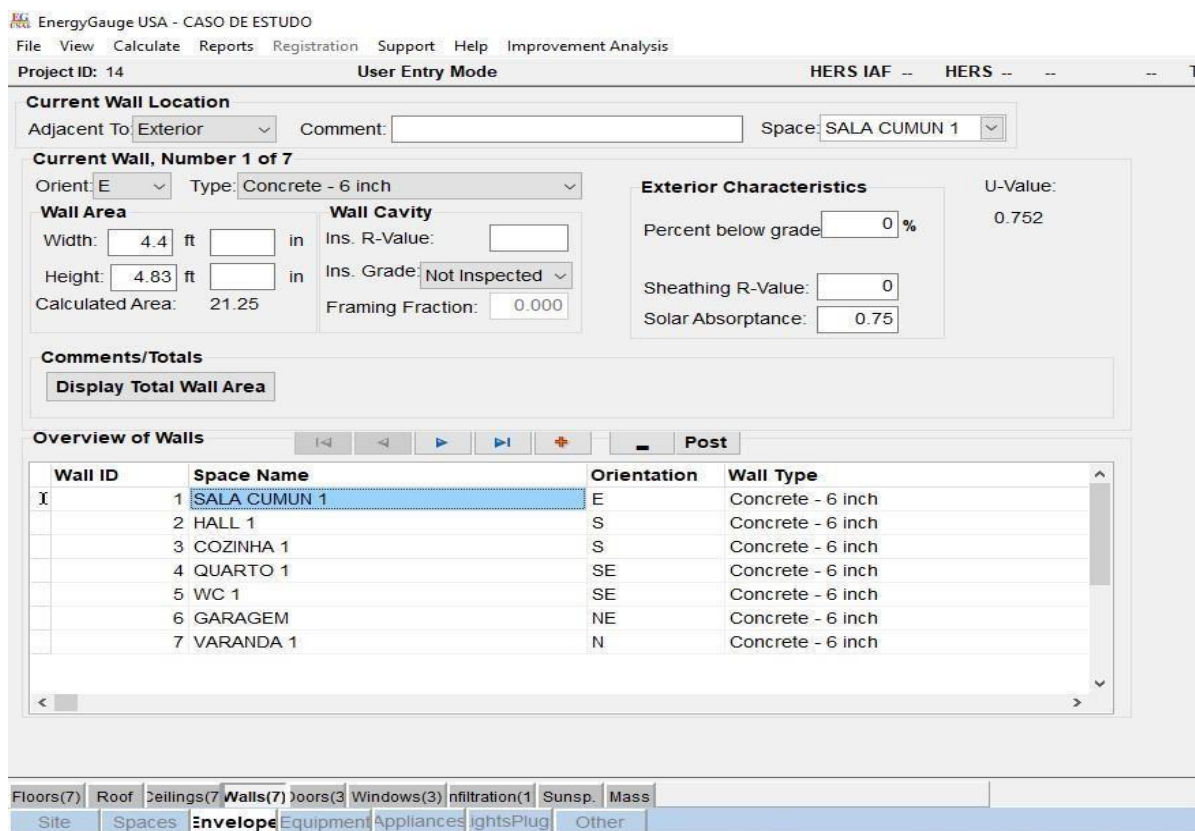 EnergyGauge USA - CASO DE ESTUDO
File View Calculate Reports Registration Support Help Improvement Analysis
Project ID: 14 User Entry Mode HERS IAF -- HERS -- -- -- T
Current Wall Location
Adjacent To: Exterior Comment: Space: SALA CUMUN 1
Current Wall, Number 1 of 7
Orient: E Type: Concrete - 6 inch Exterior Characteristics U-Value:
Wall Area Wall Cavity
Width: 4.4 ft in Ins. R-Value: Percent below grade 0 % 0.752
Height: 4.83 ft in Ins. Grade: Not Inspected Sheathing R-Value: 0
Calculated Area: 21.25 Framing Fraction: 0.000 Solar Absorptance: 0.75
Comments/Totals
Display Total Wall Area
Overview of Walls Post
Wall ID Space Name Orientation Wall Type
1 SALA CUMUN 1 E Concrete - 6 inch
2 HALL 1 S Concrete - 6 inch
3 COZINHA 1 S Concrete - 6 inch
4 QUARTO 1 SE Concrete - 6 inch
5 WC 1 SE Concrete - 6 inch
6 GARAGEM NE Concrete - 6 inch
7 VARANDA 1 N Concrete - 6 inch
Floors(7) Roof Ceilings(7 Walls(7) Doors(3 Windows(3) nfiltration(1 Sunsp. Mass
Site Spaces Envelope Equipment Appliances ightsPlug Other